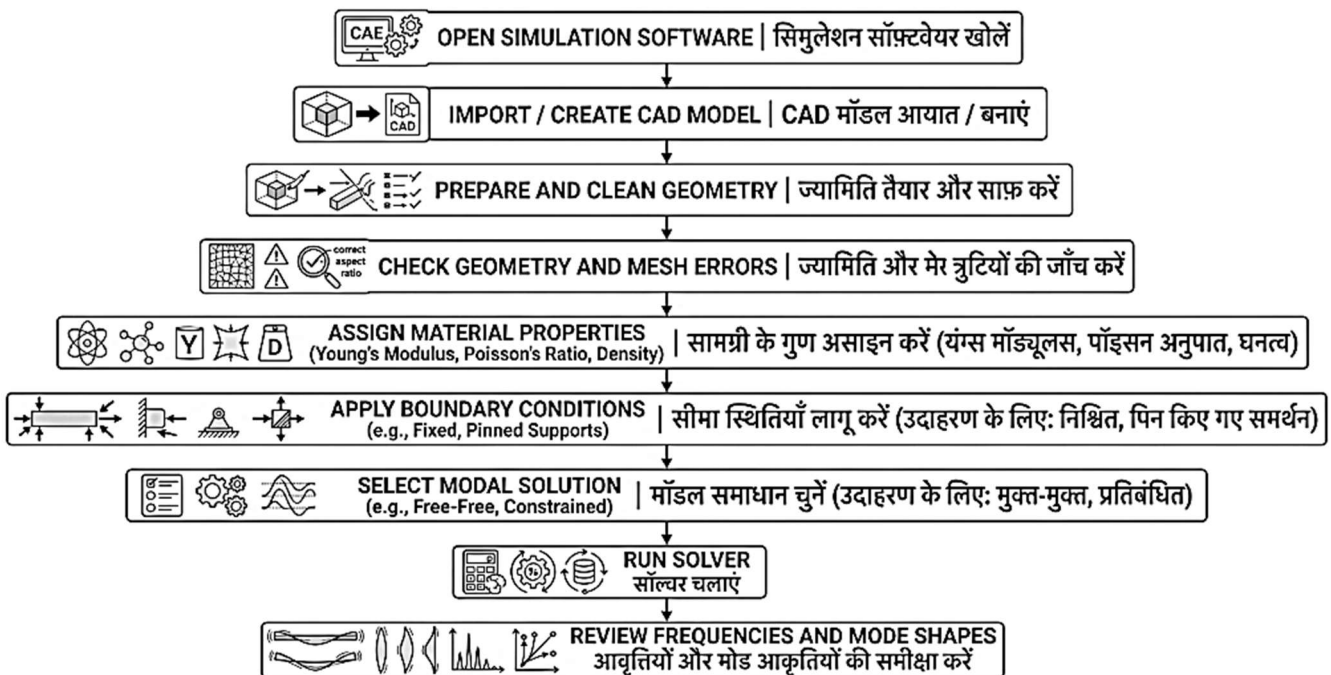 CAE
OPEN SIMULATION SOFTWARE | सिमुलेशन सॉफ़्टवेयर खोलें
CAD
IMPORT / CREATE CAD MODEL | CAD मॉडल आयात / बनाएं
PREPARE AND CLEAN GEOMETRY | ज्यामिति तैयार और साफ़ करें
correct
aspect
ratio
CHECK GEOMETRY AND MESH ERRORS | ज्यामिति और मेर त्रुटियों की जाँच करें
Y D
ASSIGN MATERIAL PROPERTIES
(Young's Modulus, Poisson's Ratio, Density)
| सामग्री के गुण असाइन करें (यंग्स मॉड्यूलस, पॉइसन अनुपात, घनत्व)
APPLY BOUNDARY CONDITIONS
(e.g., Fixed, Pinned Supports)
| सीमा स्थितियाँ लागू करें (उदाहरण के लिए: निश्चित, पिन किए गए समर्थन)
SELECT MODAL SOLUTION
(e.g., Free-Free, Constrained)
| मॉडल समाधान चुनें (उदाहरण के लिए: मुक्त-मुक्त, प्रतिबंधित)
RUN SOLVER
सॉल्वर चलाएं
REVIEW FREQUENCIES AND MODE SHAPES
आवृत्तियों और मोड आकृतियों की समीक्षा करें